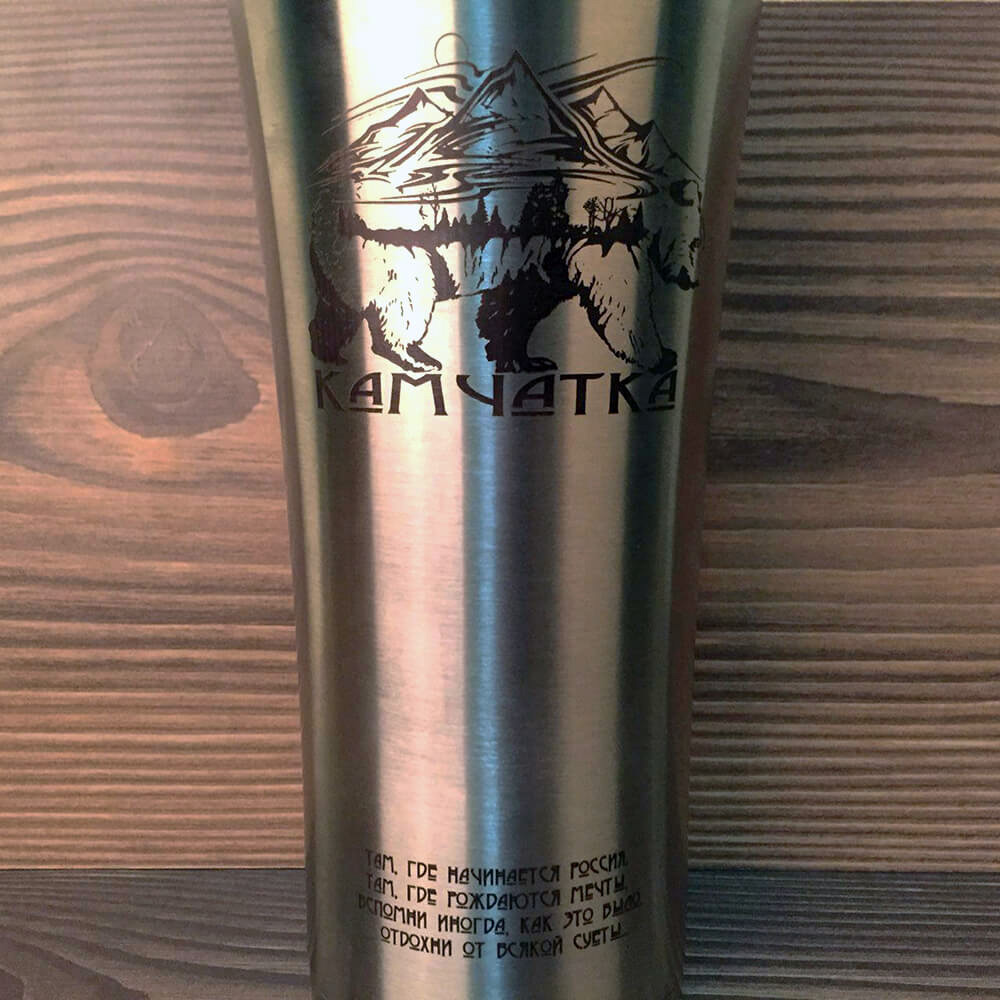 КАМЧАТКА
ТАМ, ГДЕ НАЧИНАЕТСЯ РОССИЯ,
ТАМ, ГДЕ РОЖДАЮТСЯ МЕЧТЫ,
ВСПОМНИ ИНОГДА, КАК ЭТО БЫЛО,
ОТДОХНИ ОТ ВСЯКОЙ СУЕТЫ...